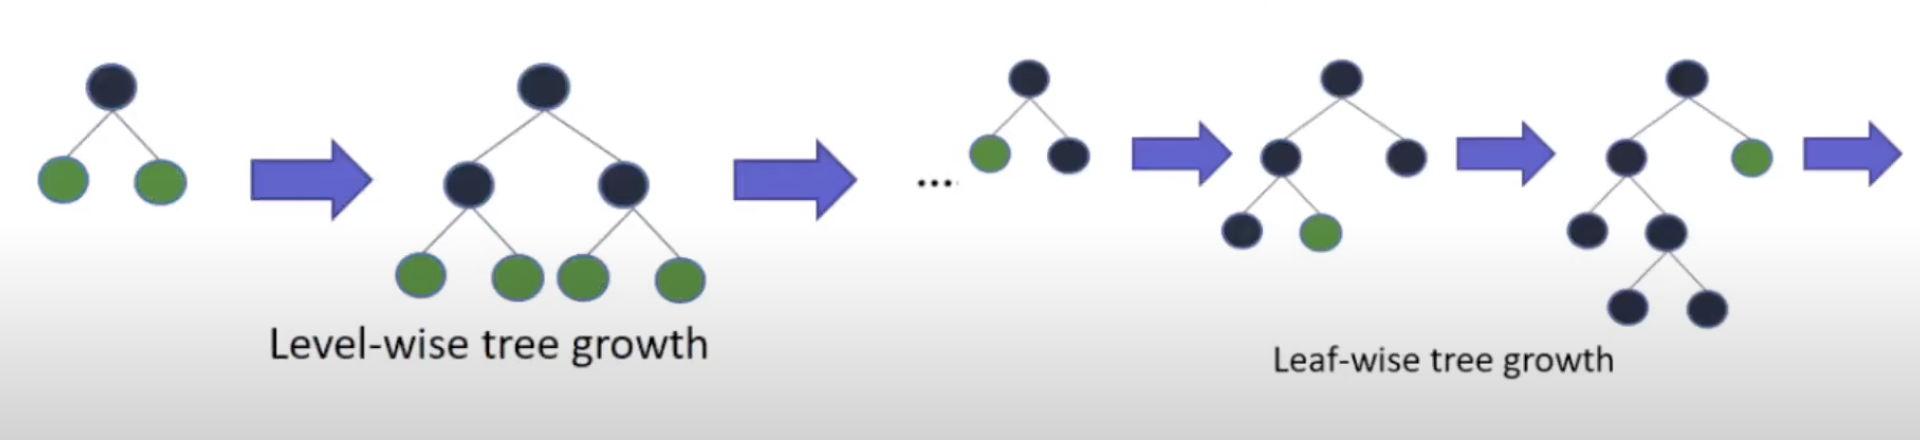 ....
Level-wise tree growth
Leaf-wise tree growth